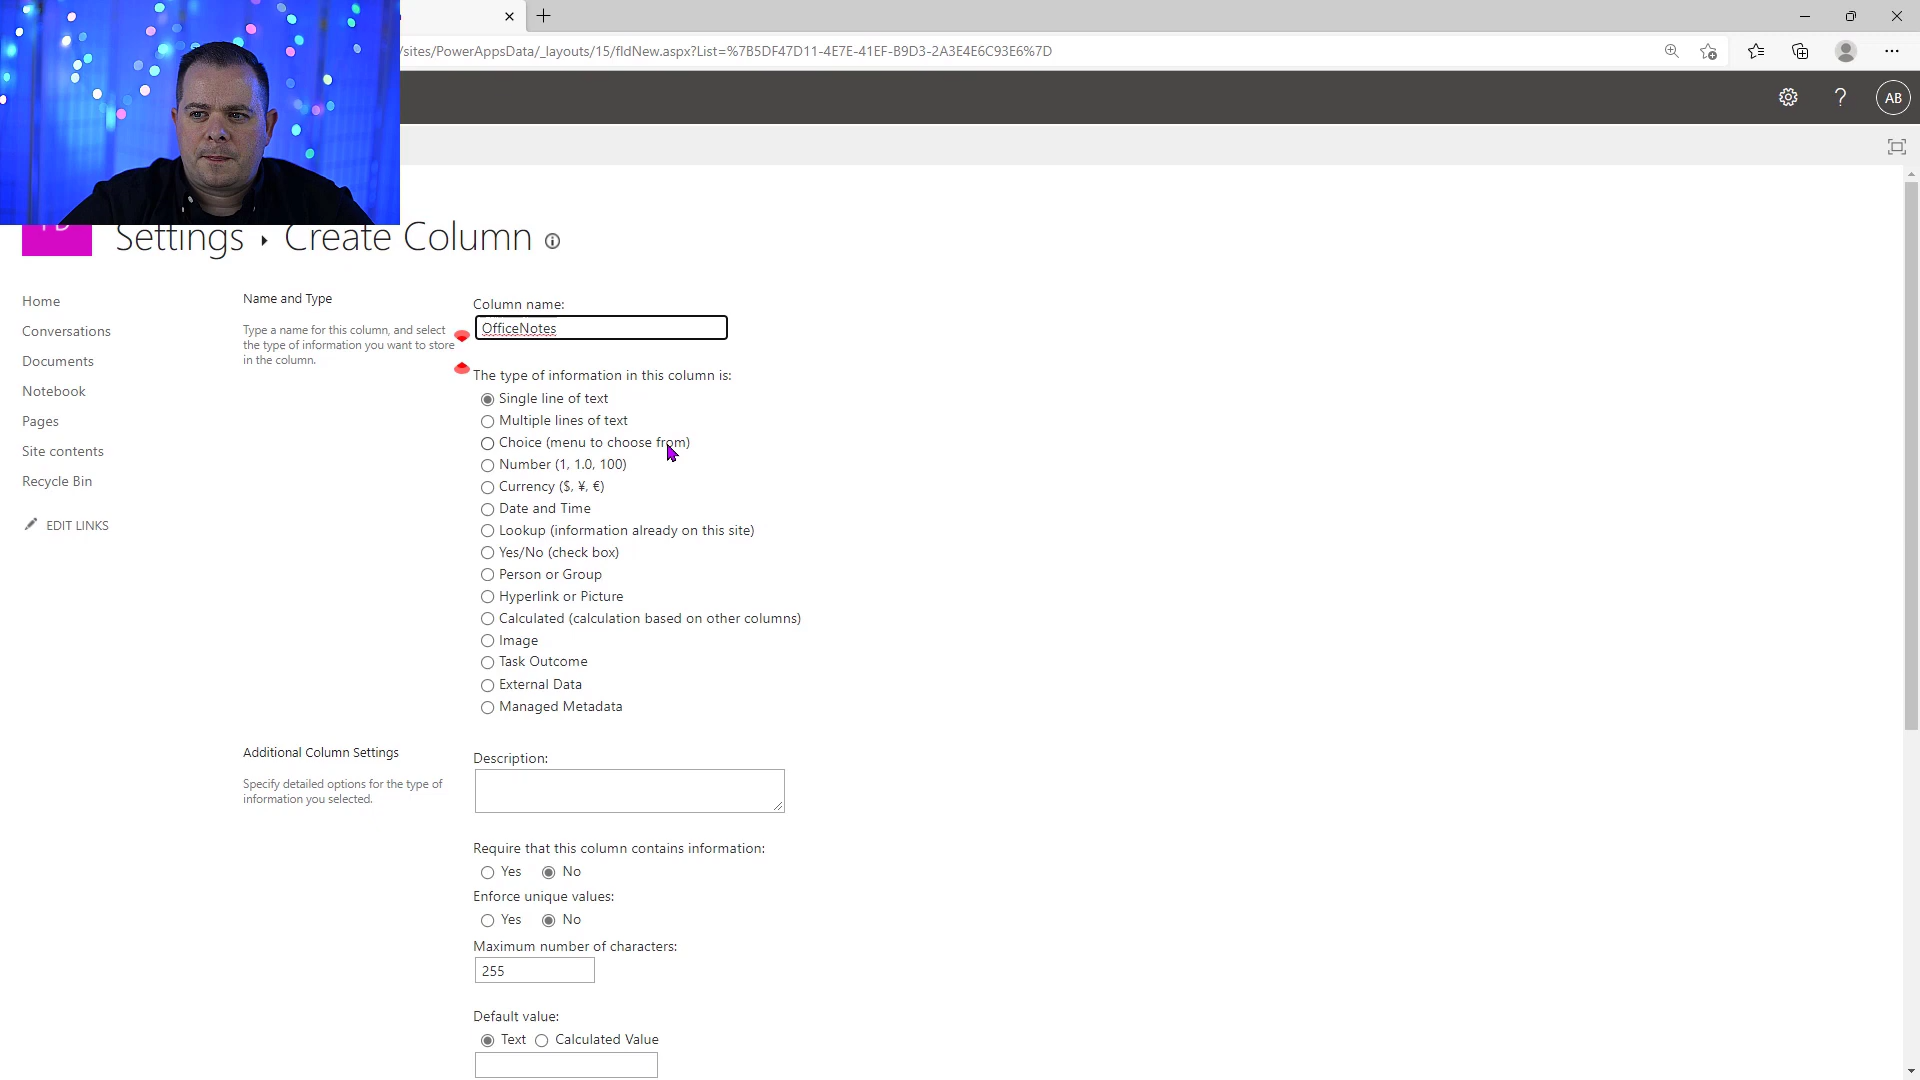 /sites/PowerAppsData/_layouts/15/fldNew.aspx?List=%7B5DF47D11-4E7E-41EF-B9D3-2A3E4E6C93E6%7D
AB
Settings ▸ Create Column
Home
Conversations
Documents
Notebook
Pages
Site contents
Recycle Bin
EDIT LINKS
Name and Type
Type a name for this column, and select
the type of information you want to store
in the column.
Column name:
OfficeNotes
The type of information in this column is:
Single line of text
Multiple lines of text
Choice (menu to choose from)
Number (1, 1.0, 100)
Currency ($, ¥, €)
Date and Time
Lookup (information already on this site)
Yes/No (check box)
Person or Group
Hyperlink or Picture
Calculated (calculation based on other columns)
Image
Task Outcome
External Data
Managed Metadata
Additional Column Settings
Specify detailed options for the type of
information you selected.
Description:
Require that this column contains information:
Yes No
Enforce unique values:
Yes No
Maximum number of characters:
255
Default value:
Text Calculated Value